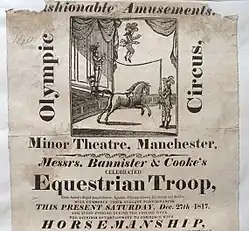 ashionable Amusements.
Olympic
Circus,
Minor Theatre, Manchester.
Messrs. Bannister & Cooke's
CELEBRATED
Equestrian Troop,
THIS PRESENT SATURDAY, Dec. 27th 1817,
HORSEMANSHIP,